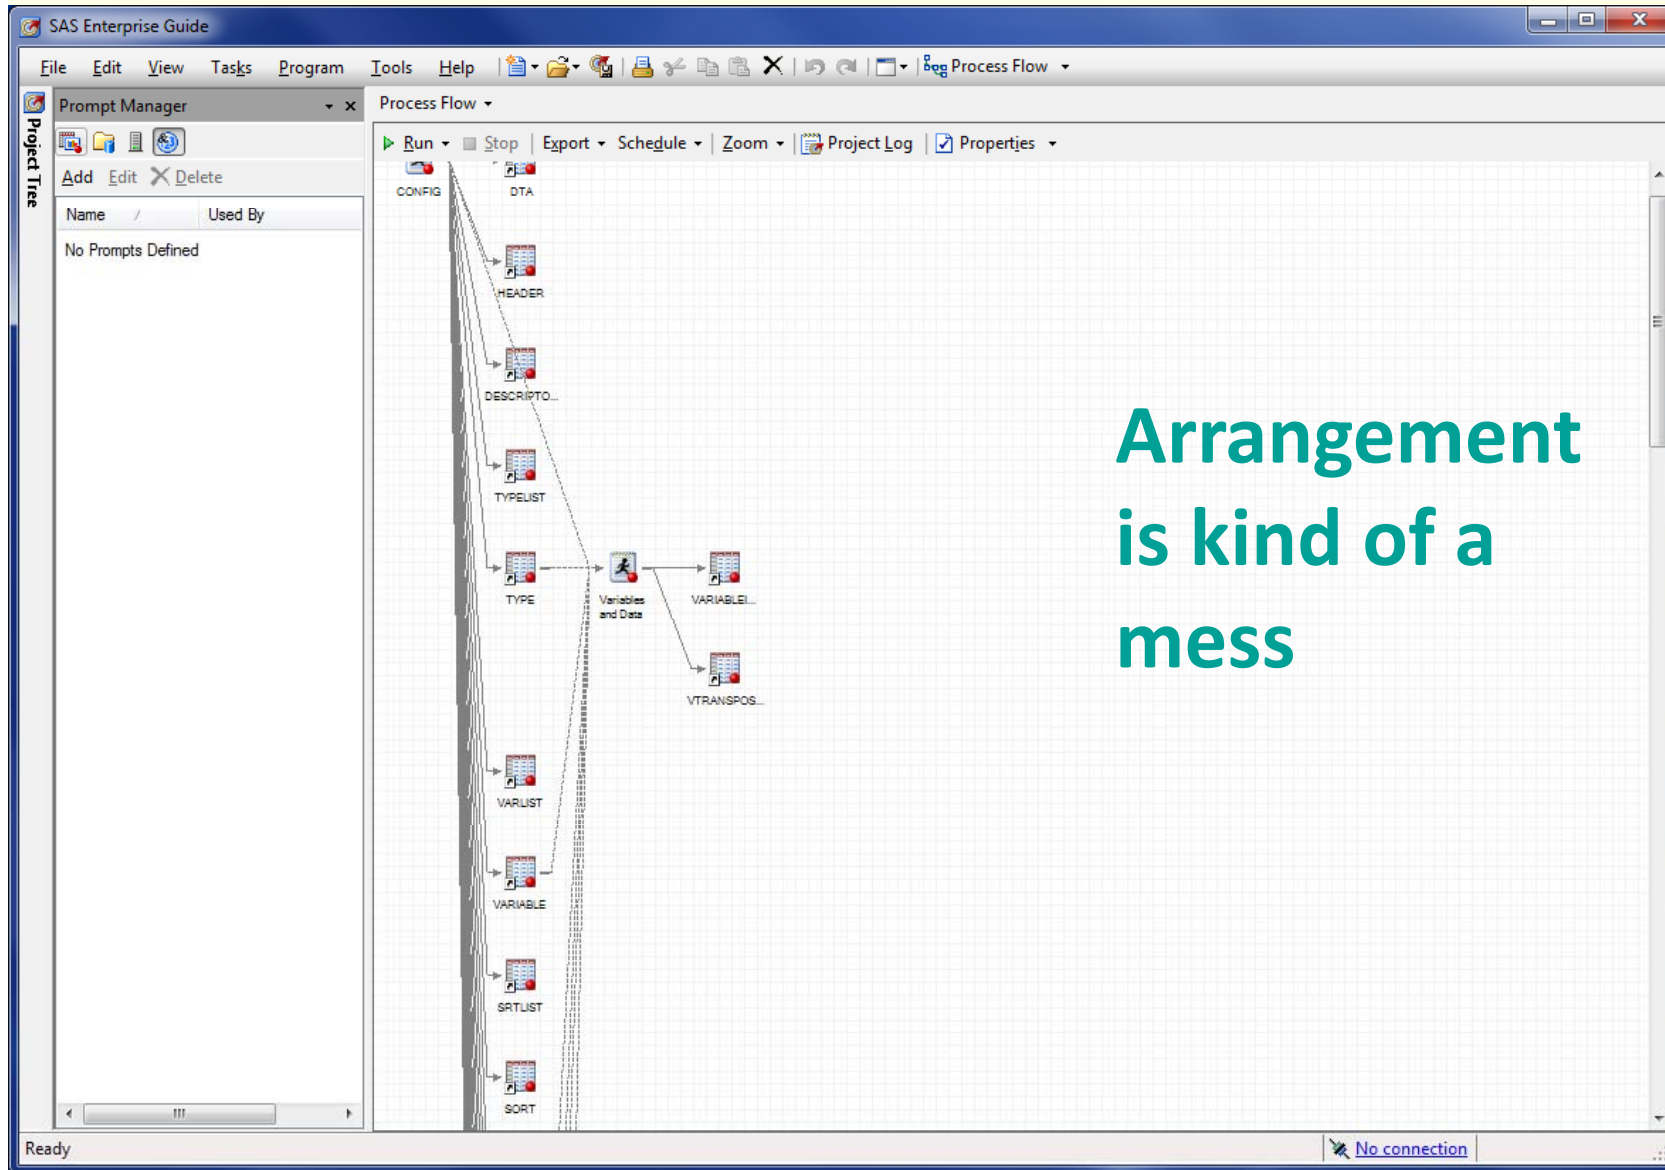 SAS Enterprise Guide
File Edit View Tasks Program Tools Help Process Flow
Project Tree
Prompt Manager
Process Flow
Run Stop Export Schedule Zoom Project Log Properties
Add Edit Delete
Name Used By
No Prompts Defined
CONFIG DTA
HEADER
DESCRIPTO...
TYPELIST
TYPE Variables and Data VARIABLEI...
VTRANSPOS...
VARLIST
VARIABLE
SRTLIST
SORT
Arrangement
is kind of a
mess
Ready No connection